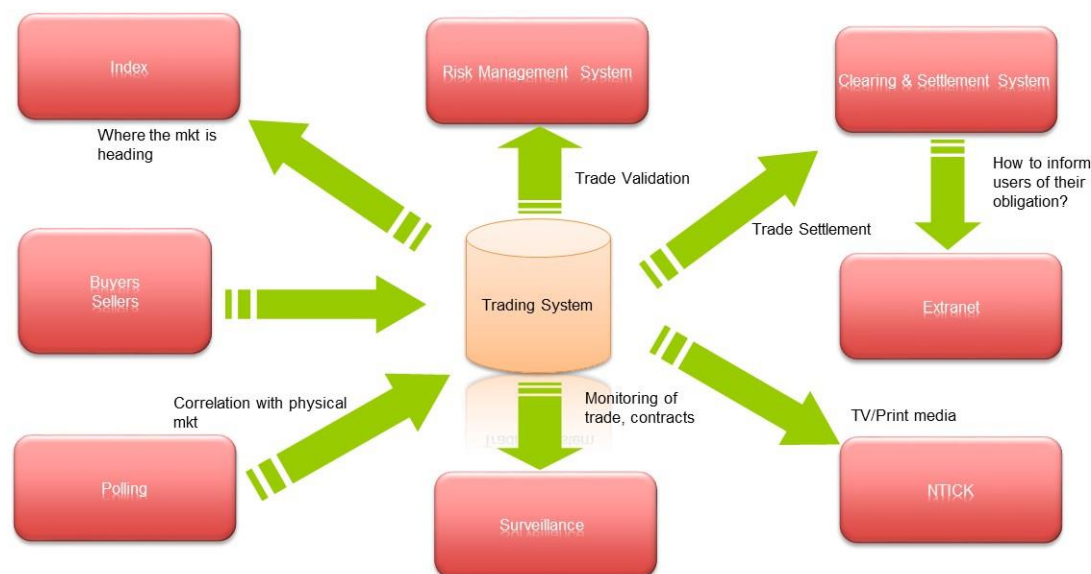 Index
Risk Management System
Clearing & Settlement System
Where the mkt is
heading
Trade Validation
How to inform
users of their
obligation?
Trade Settlement
Buyers
Sellers
Trading System
Extranet
Correlation with physical
mkt
Monitoring of
trade, contracts
TV/Print media
Polling
Surveillance
NTICK